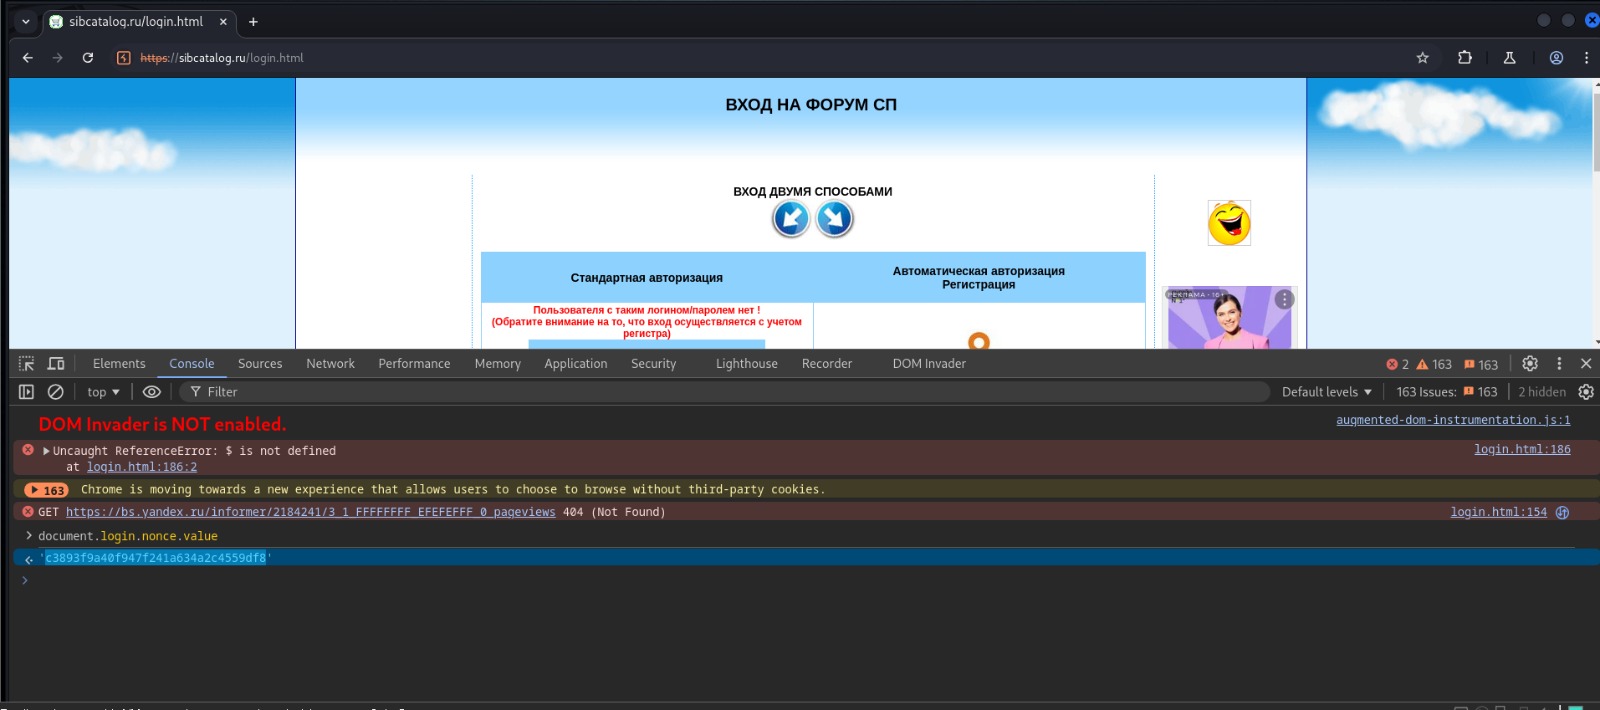 sibcatalog.ru/login.html
https://sibcatalog.ru/login.html
ВХОД НА ФОРУМ СП
ВХОД ДВУМЯ СПОСОБАМИ
Стандартная авторизация
Автоматическая авторизация
Регистрация
Пользователя с таким логином/паролем нет !
(Обратите внимание на то, что вход осуществляется с учетом
регистра)
РЕКЛАМА • 16+
Elements Console Sources Network Performance Memory Application Security Lighthouse Recorder DOM Invader 2 163 163
top Filter Default levels 163 Issues: 163 2 hidden
DOM Invader is NOT enabled. augmented-dom-instrumentation.js:1
Uncaught ReferenceError: $ is not defined login.html:186
at login.html:186:2
163 Chrome is moving towards a new experience that allows users to choose to browse without third-party cookies.
GET https://bs.yandex.ru/informer/2184241/3_1_FFFFFFFF_EFEFEFFF_0_pageviews 404 (Not Found) login.html:154
document.login.nonce.value
'c3893f9a40f947f241a634a2c4559df8'